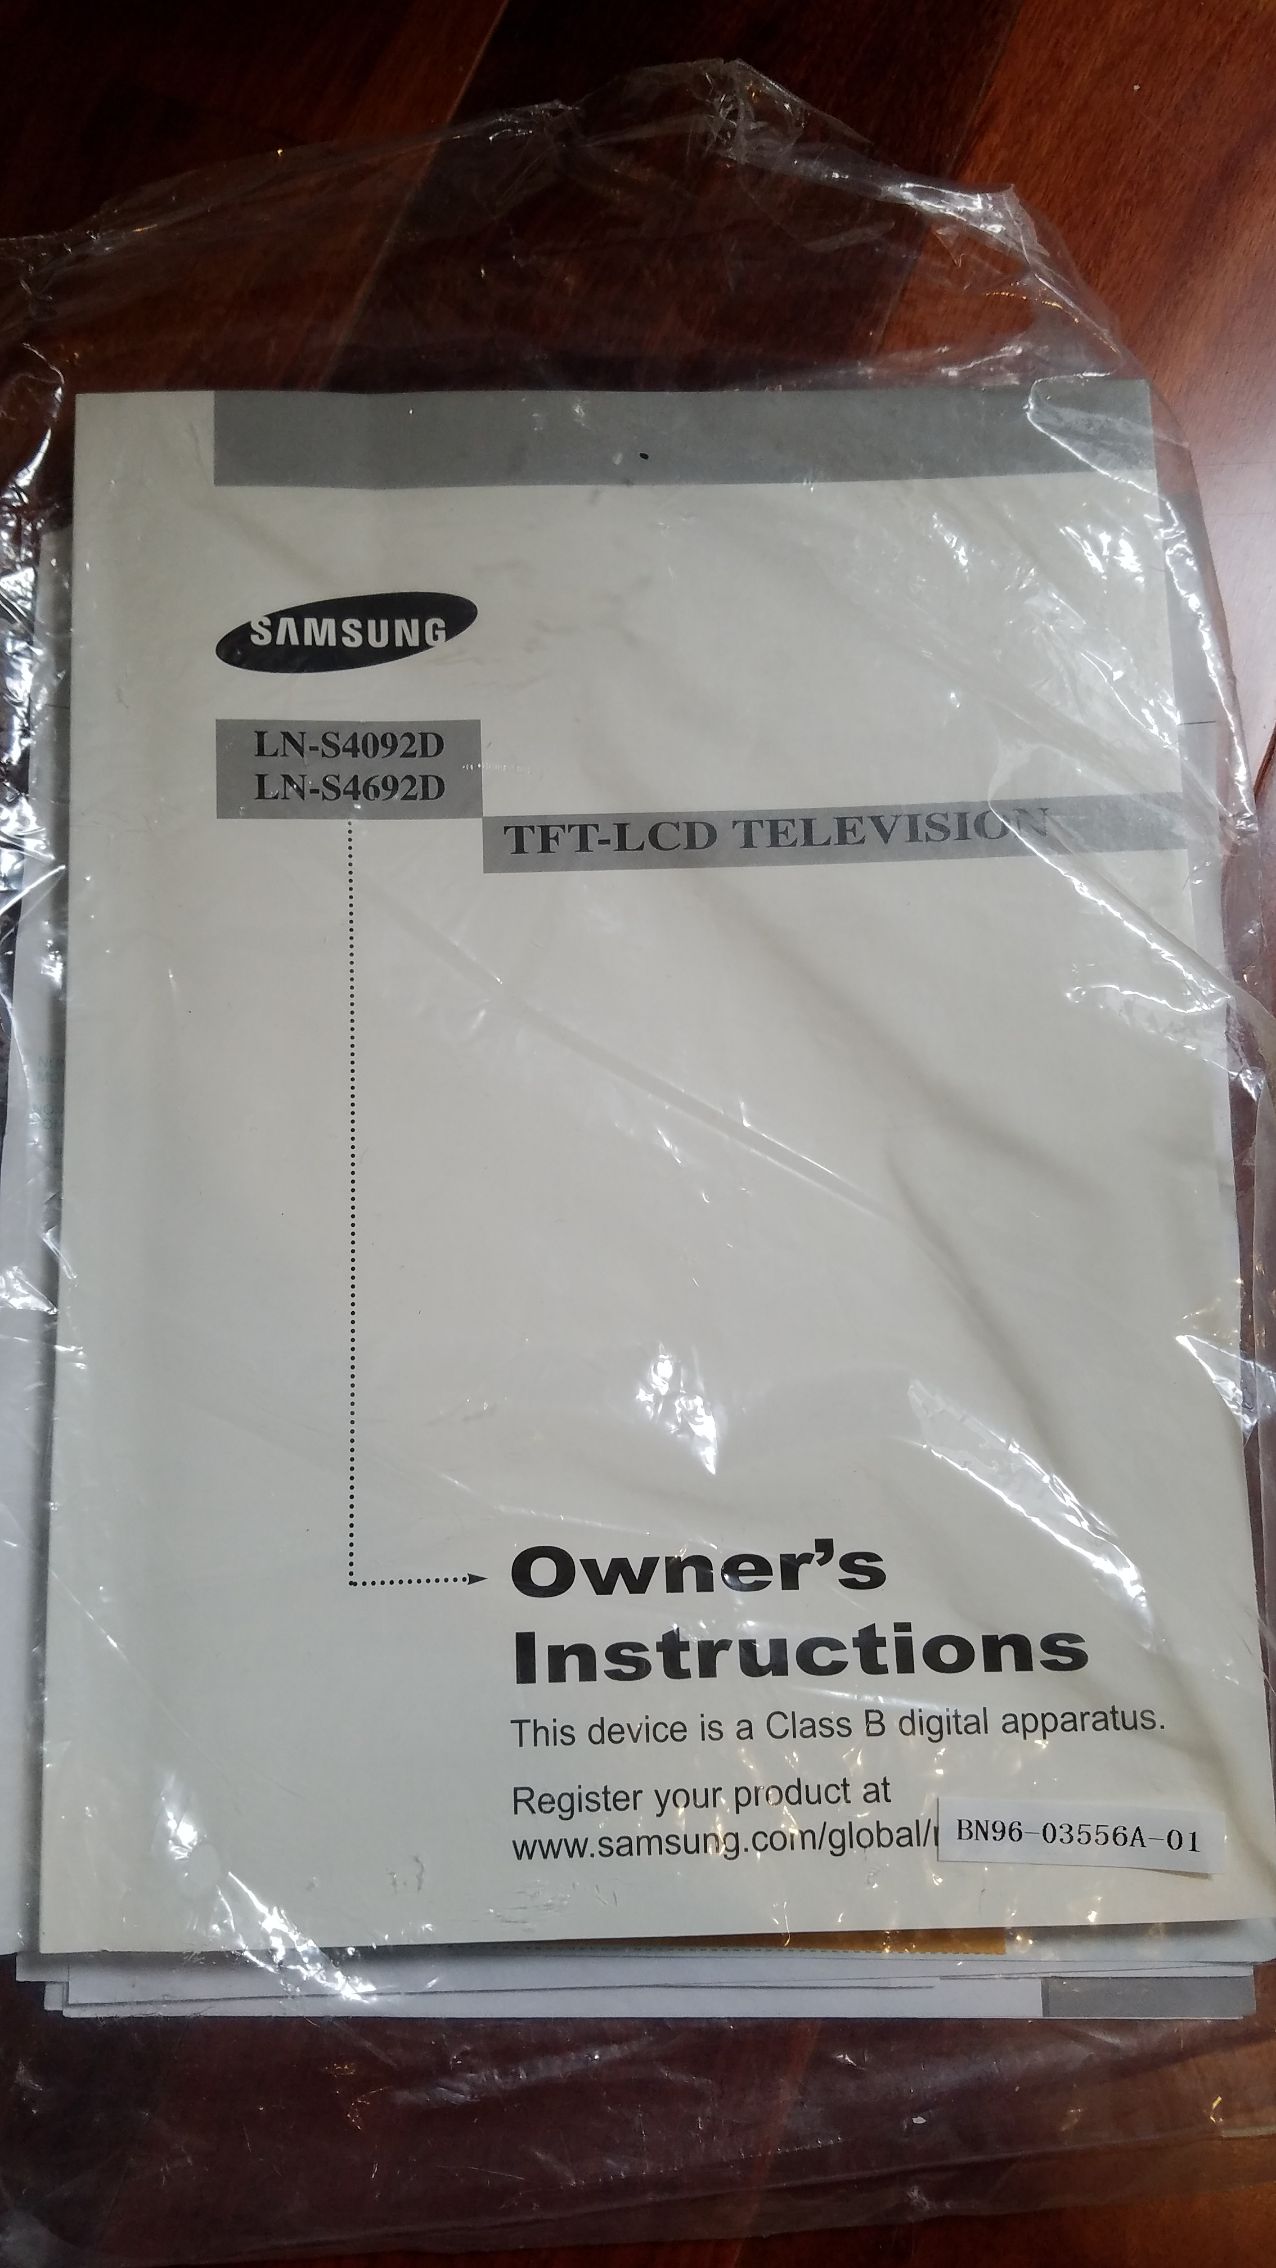 SAMSUNG
LN-S4092D
LN-S4692D
TFT-LCD TELEVISION
Owner's
Instructions
This device is a Class B digital apparatus.
Register your product at
www.samsung.com/global/
BN96-03556A-01